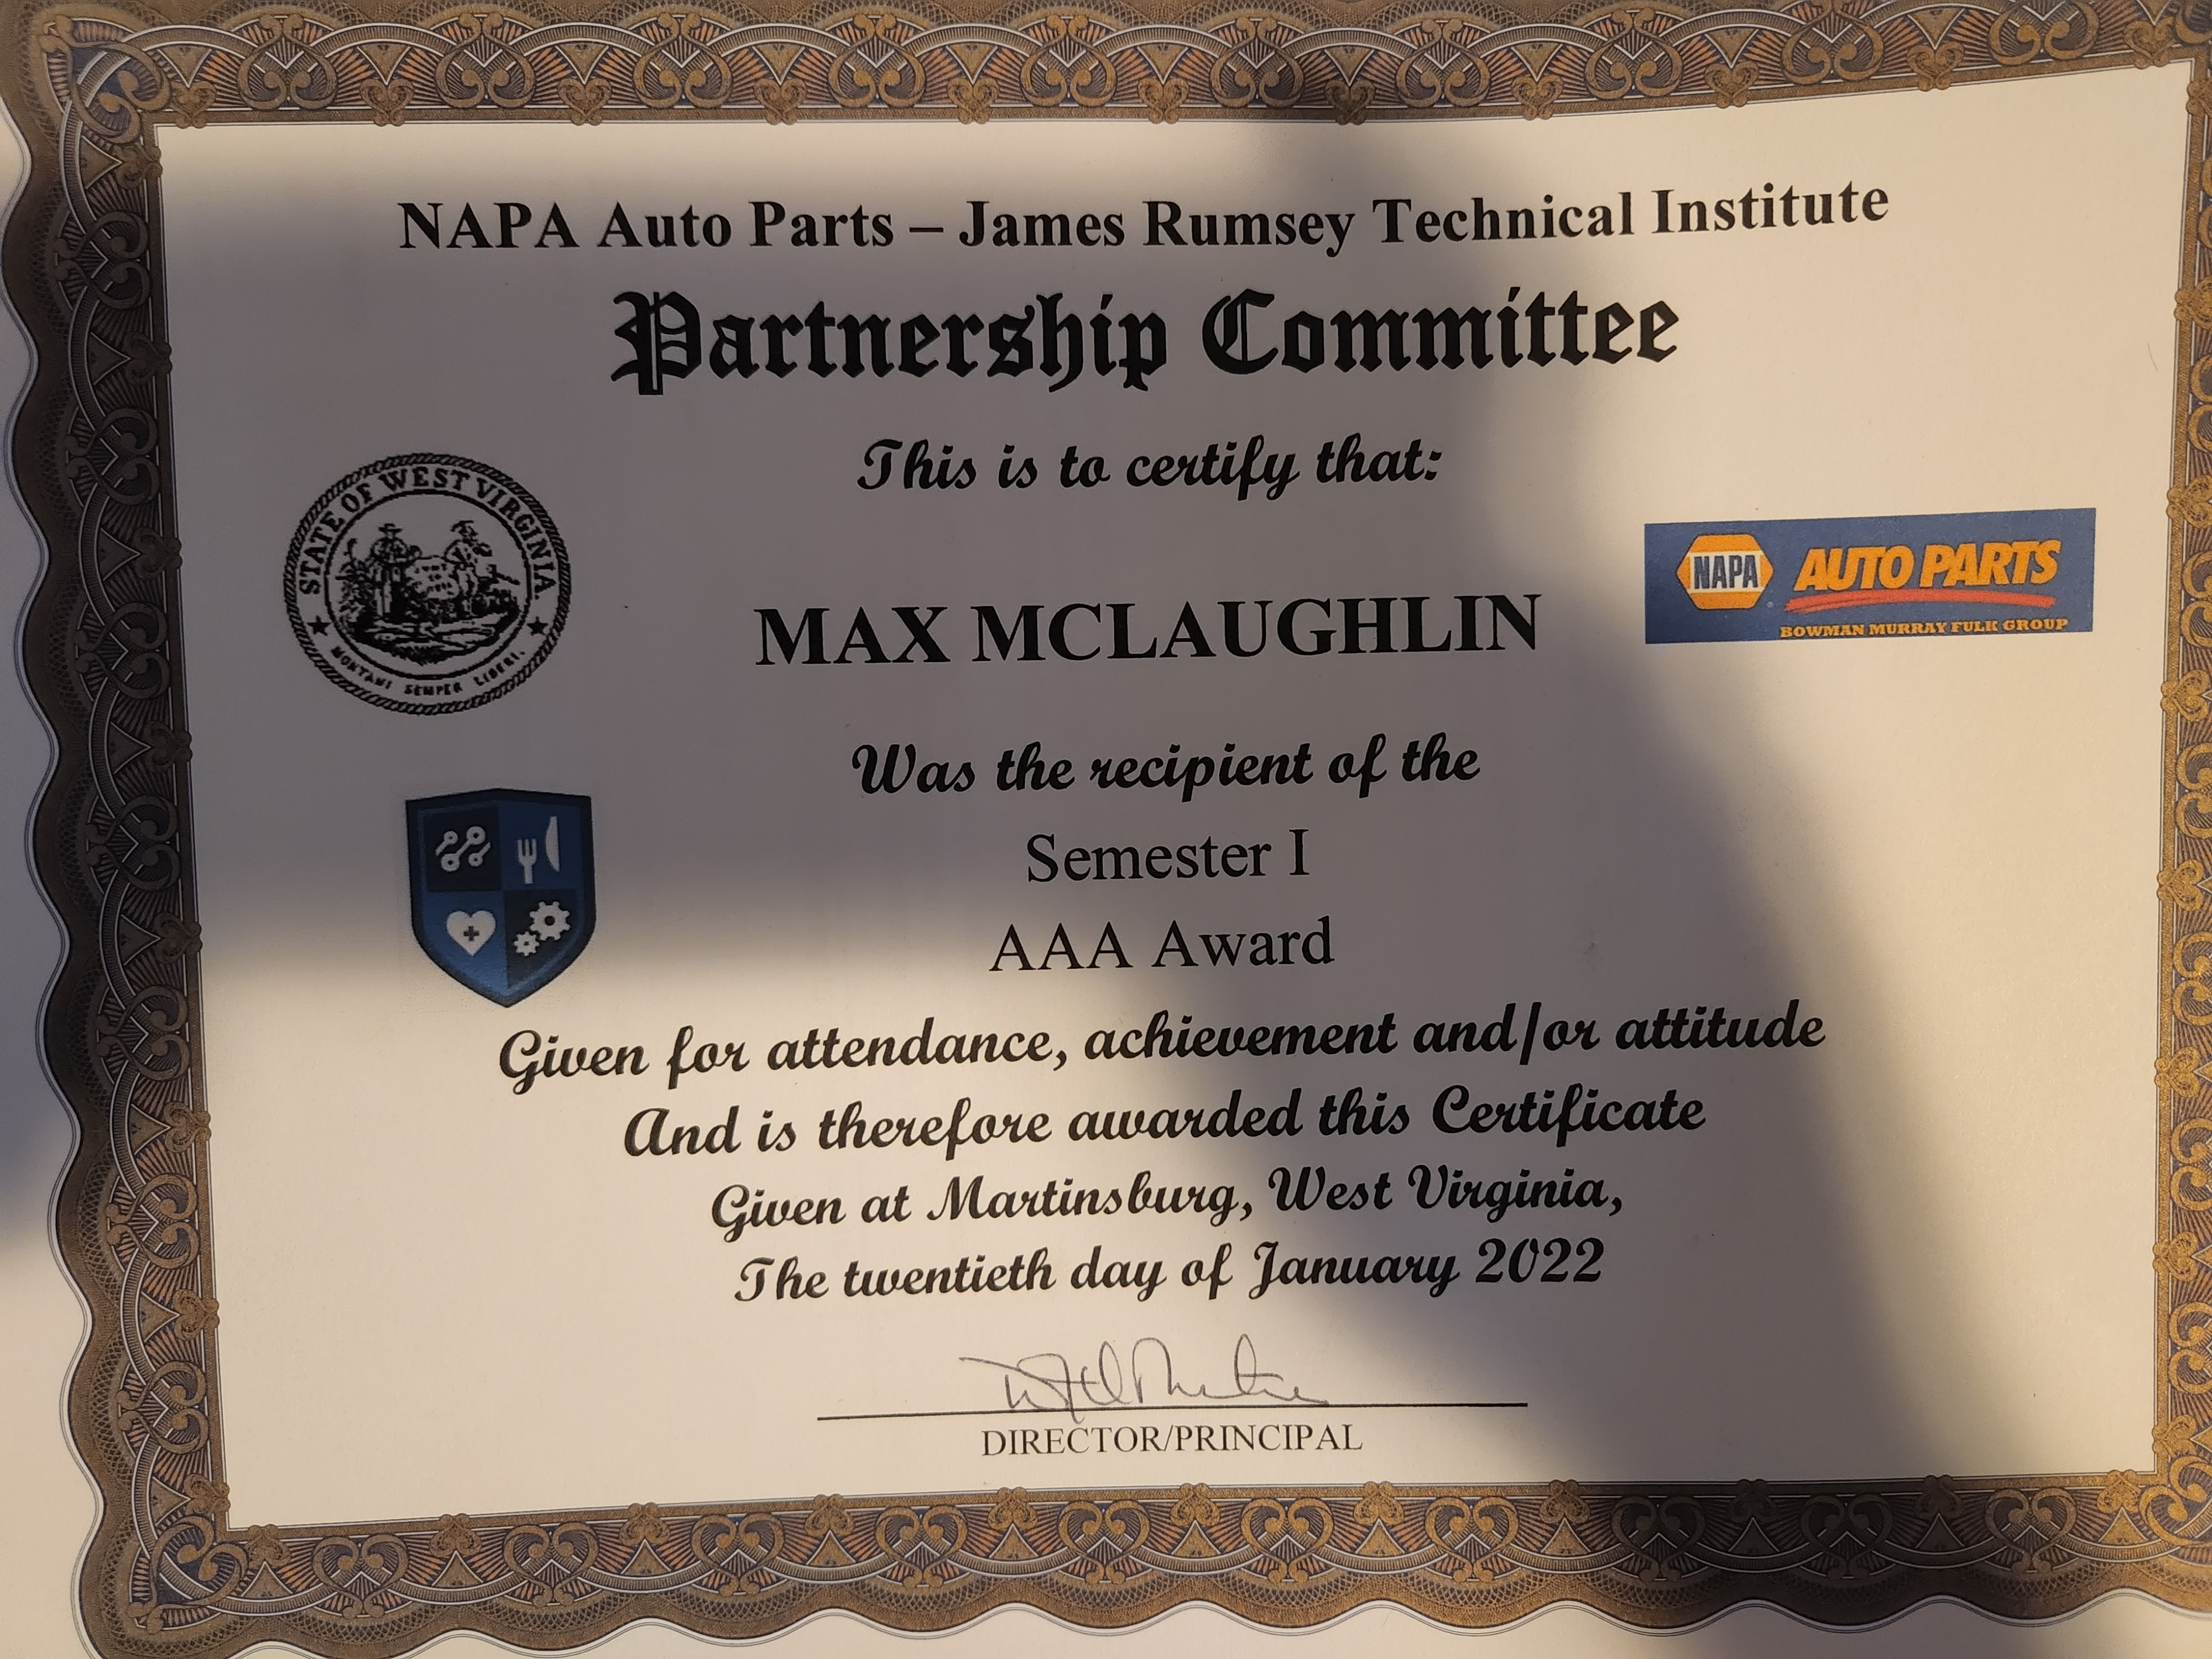 NAPA Auto Parts – James Rumsey Technical Institute
Partnership Committee
This is to certify that:
STATE OF WEST VIRGINIA
MONTANI SEMPER LIBERI.
NAPA AUTO PARTS
BOWMAN MURRAY FULK GROUP
MAX MCLAUGHLIN
Was the recipient of the
Semester I
AAA Award
Given for attendance, achievement and/or attitude
And is therefore awarded this Certificate
Given at Martinsburg, West Virginia,
The twentieth day of January 2022
DIRECTOR/PRINCIPAL